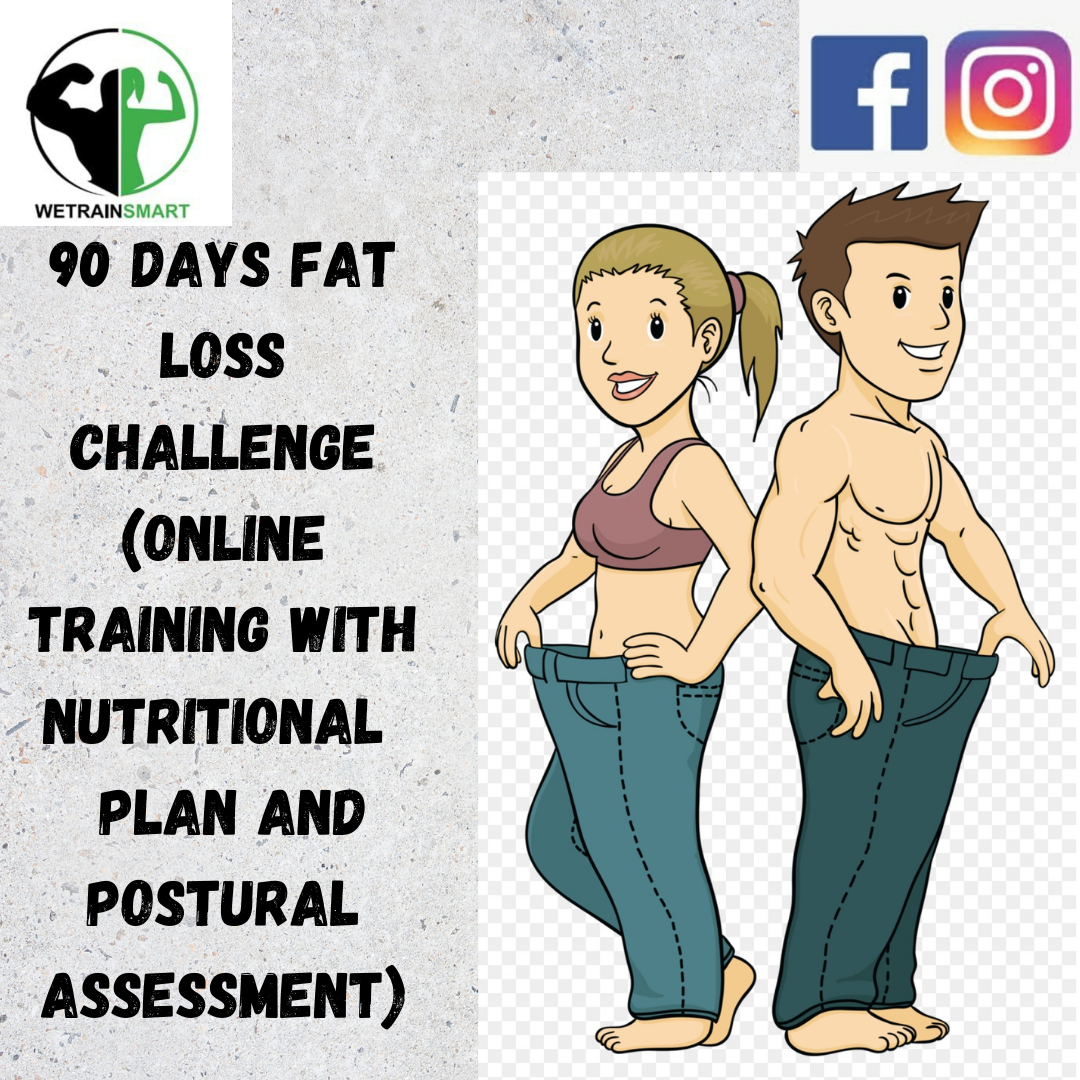 WETRAINSMART
90 DAYS FAT
LOSS
CHALLENGE
(ONLINE
TRAINING WITH
NUTRITIONAL
PLAN AND
POSTURAL
ASSESSMENT)